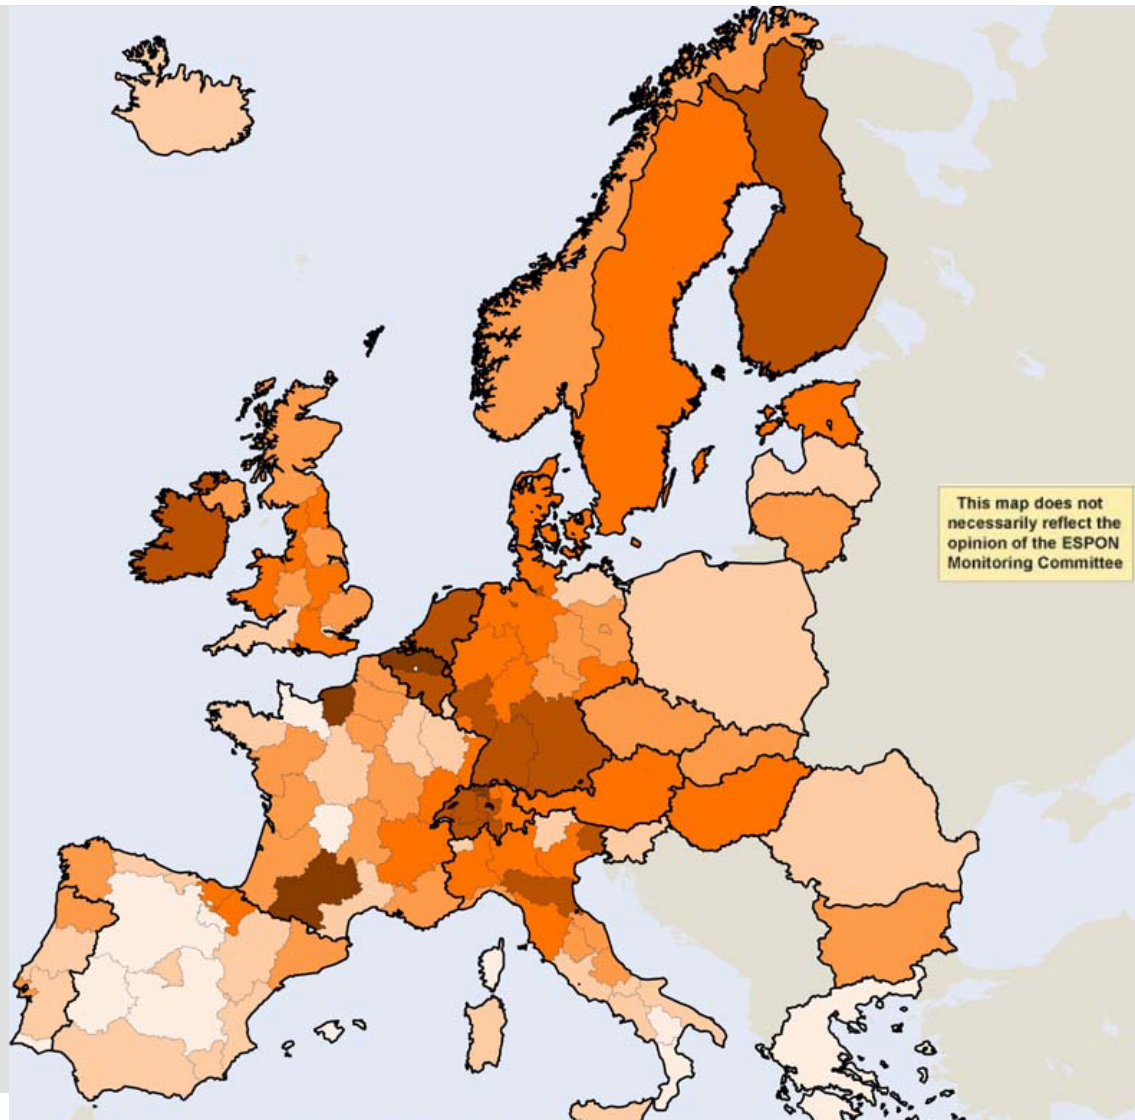 This map does not
necessarily reflect the
opinion of the ESPON
Monitoring Committee